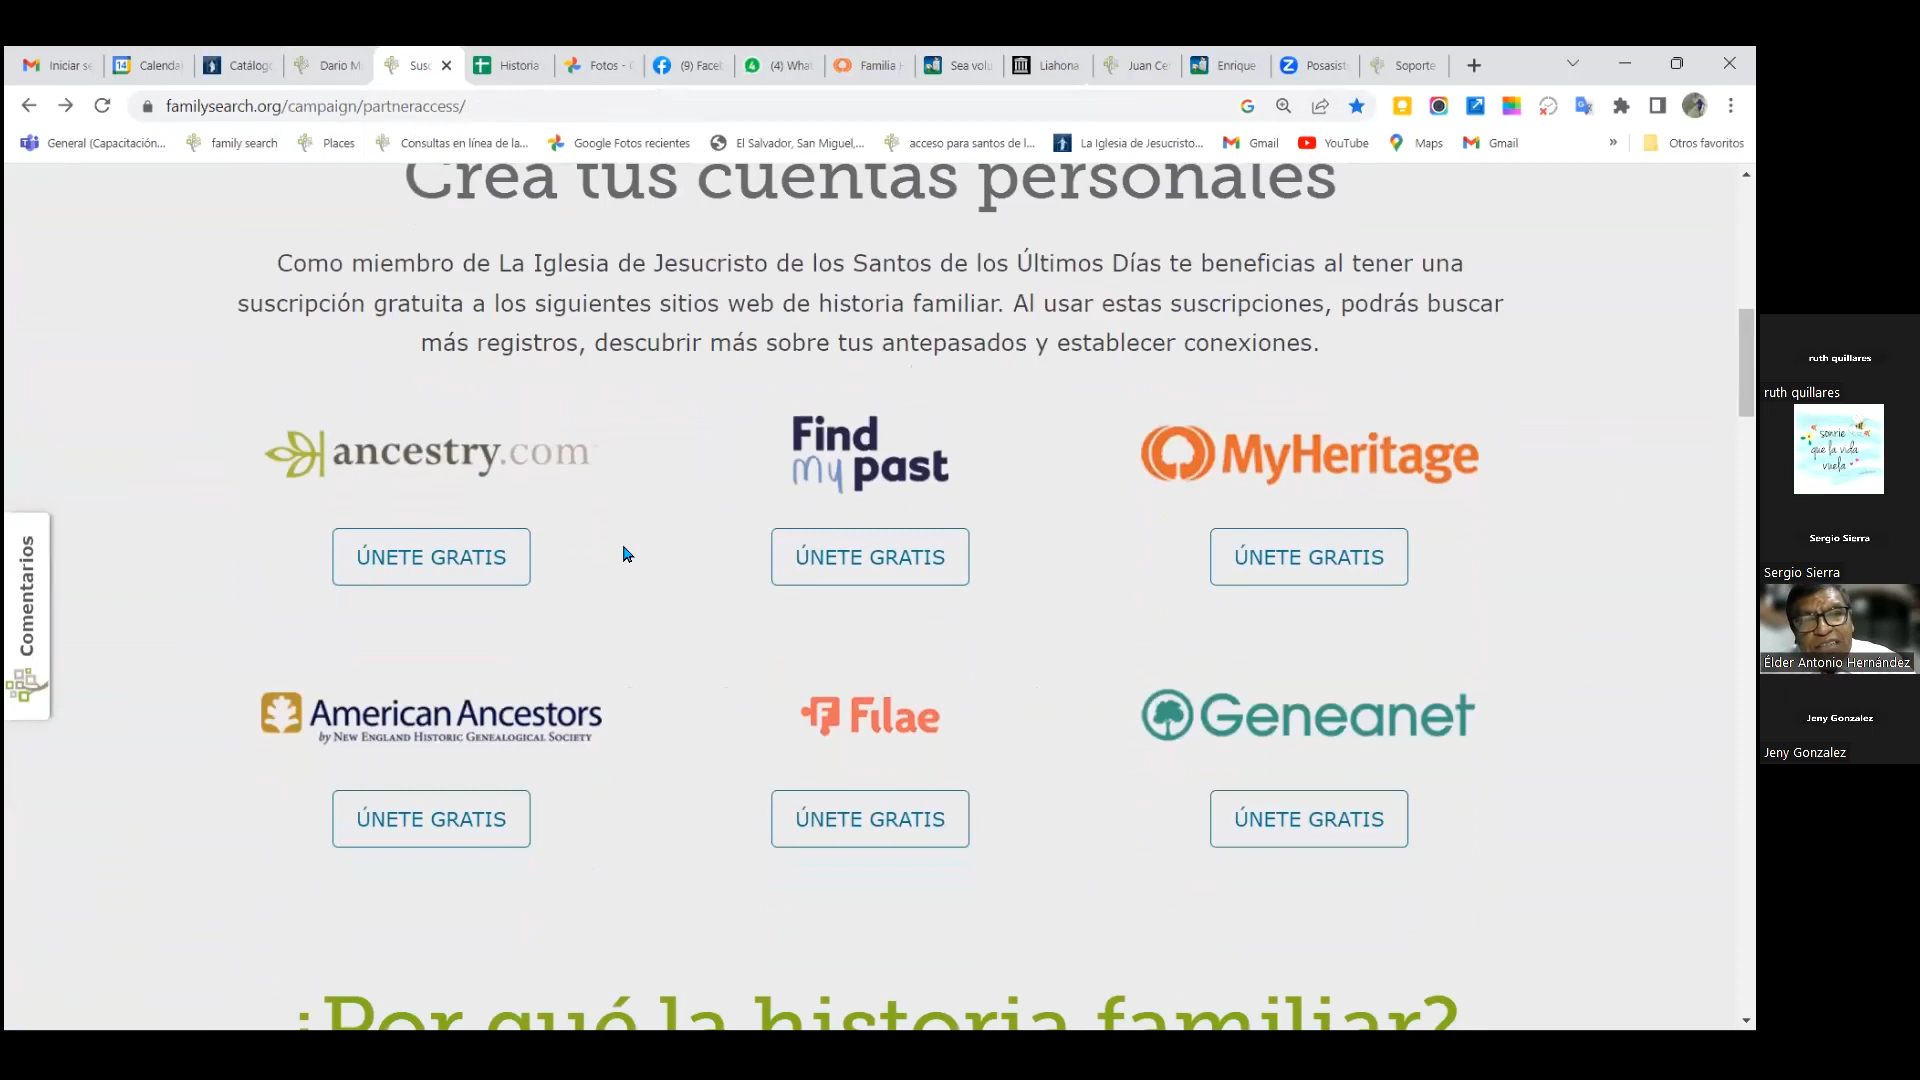 Iniciar se
Calenda
Catálogo
Dario M
Susc
Historia
Fotos - G
(9) Faceb
(4) What
Familia H
Sea volu
Liahona
Juan Cer
Enrique
Posasist
Soporte
familysearch.org/campaign/partneraccess/
General (Capacitación...
family search
Places
Consultas en línea de la...
Google Fotos recientes
El Salvador, San Miguel,...
acceso para santos de l...
La Iglesia de Jesucristo...
Gmail
YouTube
Maps
Gmail
»
Otros favoritos
Crea tus cuentas personales
Como miembro de La Iglesia de Jesucristo de los Santos de los Últimos Días te beneficias al tener una
suscripción gratuita a los siguientes sitios web de historia familiar. Al usar estas suscripciones, podrás buscar
más registros, descubrir más sobre tus antepasados y establecer conexiones.
ancestry.com
Find
my past
MyHeritage
ÚNETE GRATIS
ÚNETE GRATIS
ÚNETE GRATIS
American Ancestors
by NEW ENGLAND HISTORIC GENEALOGICAL SOCIETY
Filae
Geneanet
ÚNETE GRATIS
ÚNETE GRATIS
ÚNETE GRATIS
¿Por qué la historia familiar?
Comentarios
ruth quillares
ruth quillares
sonrie
que la vida
vuela
Sergio Sierra
Sergio Sierra
Élder Antonio Hernández
Jeny Gonzalez
Jeny Gonzalez